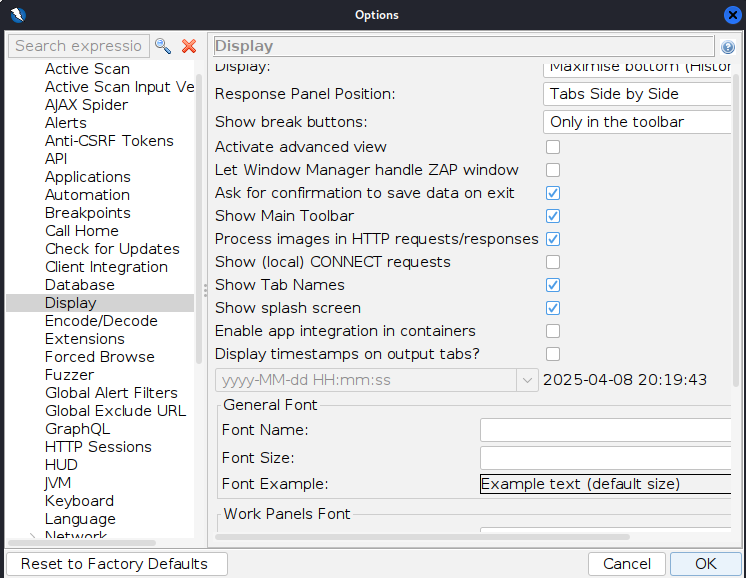 Options
Search expressio
Display
Active Scan
Active Scan Input Ve
AJAX Spider
Alerts
Anti-CSRF Tokens
API
Applications
Automation
Breakpoints
Call Home
Check for Updates
Client Integration
Database
Display
Encode/Decode
Extensions
Forced Browse
Fuzzer
Global Alert Filters
Global Exclude URL
GraphQL
HTTP Sessions
HUD
JVM
Keyboard
Language
Network
Display: Maximise bottom (Histor
Response Panel Position: Tabs Side by Side
Show break buttons: Only in the toolbar
Activate advanced view
Let Window Manager handle ZAP window
Ask for confirmation to save data on exit
Show Main Toolbar
Process images in HTTP requests/responses
Show (local) CONNECT requests
Show Tab Names
Show splash screen
Enable app integration in containers
Display timestamps on output tabs?
yyyy-MM-dd HH:mm:ss 2025-04-08 20:19:43
General Font
Font Name:
Font Size:
Font Example: Example text (default size)
Work Panels Font
Reset to Factory Defaults Cancel OK